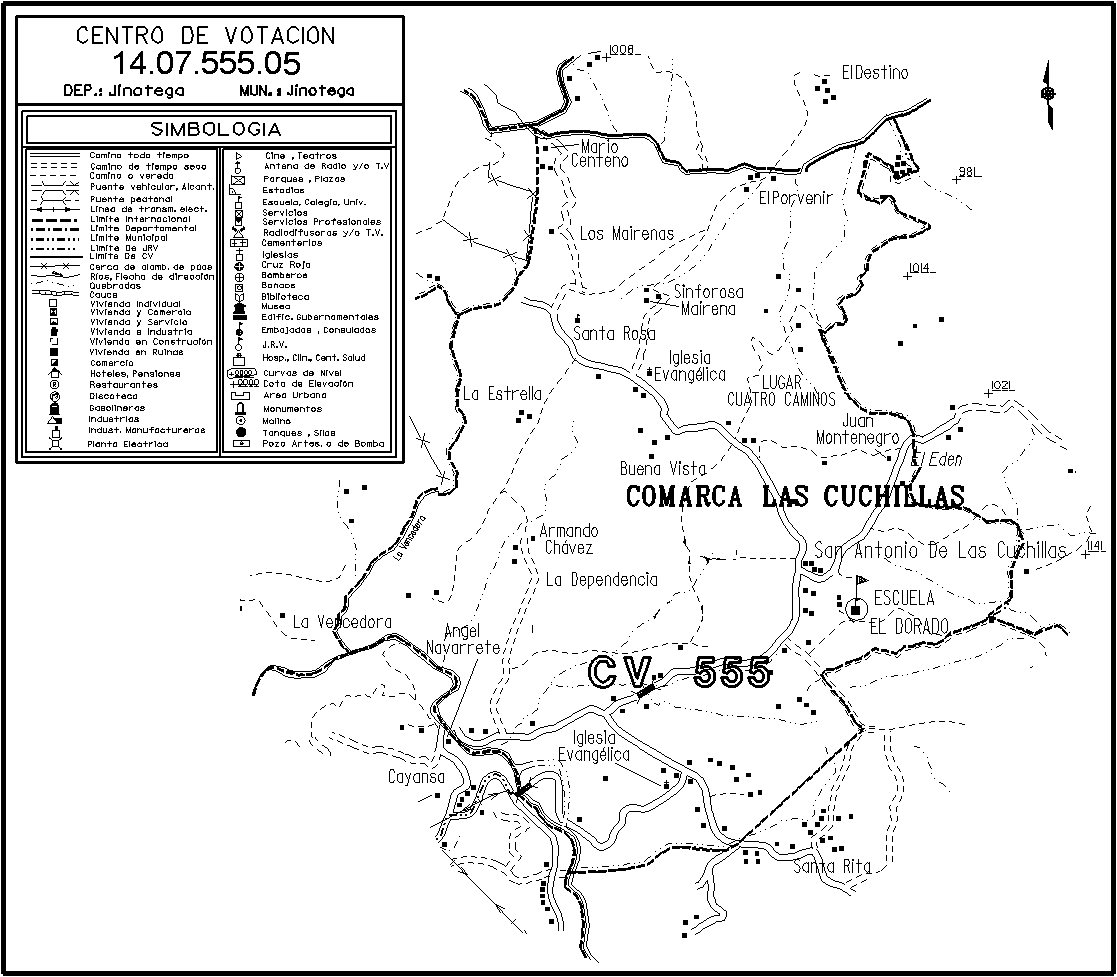 CENTRO DE VOTACION
14.07.555.05
DEP.: Jinotega MUN.: Jinotega
SIMBOLOGIA
Camino todo tiempo
Camino de tiempo seco
Camino o vereda
Puente vehicular, Alcant.
Puente peatonal
Linea de transm. elect.
Limite Internacional
Limite Departamental
Limite Municipal
Limite De JRV
Limite De CV
Cerca de alamb. de puas
Rios, Flecha de dirección
Quebradas
Cauce
Vivienda Individual
Vivienda y Comercio
Vivienda y Servicio
Vivienda e Industria
Vivienda en Construción
Vivienda en Ruinas
Comercio
Hoteles, Pensiones
Restaurantes
Discoteca
Gasolineras
Industrias
Indust. Manufactureras
Planta Electrica
Cine , Teatros
Antena de Radio y/o T.V
Parques , Plazas
Estadios
Escuela, Colegio, Univ.
Servicios
Servicios Profesionales
Radiodifusoras y/o T.V.
Cementerios
Iglesias
Cruz Roja
Bomberos
Bancos
Biblioteca
Museo
Edific. Gubernamentales
Embajadas , Consulados
J.R.V.
Hosp., Clin., Cent. Salud
Curvas de Nivel
Cota de Elevación
Area Urbana
Monumentos
Molino
Tanques , Silos
Pozo Artes. o de Bomba
1008
El Destino
Mario
Centeno
981
El Porvenir
Los Mairenas
1014
Sintorosa
Mairena
Santa Rosa
Iglesia
Evangélica
LUGAR
CUATRO CAMINOS
1021
La Estrella
Juan
Montenegro
El Eden
Buena Vista
COMARCA LAS CUCHILLAS
La Vencedora
Armando
Chávez
San Antonio De Las Cuchillas
1141
La Dependencia
ESCUELA
EL DORADO
La Vencedora
Angel
Navarrete
CV 555
Iglesia
Evangélica
Cayansa
Santa Rita